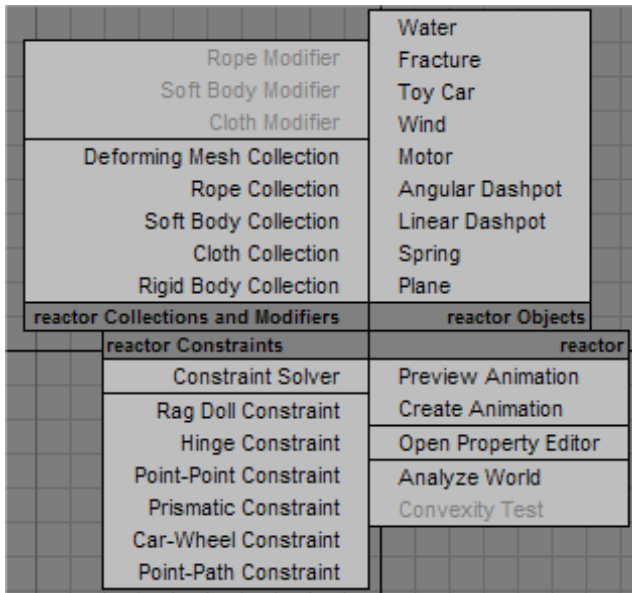 Rope Modifier
Soft Body Modifier
Cloth Modifier
Deforming Mesh Collection
Rope Collection
Soft Body Collection
Cloth Collection
Rigid Body Collection
reactor Collections and Modifiers
Water
Fracture
Toy Car
Wind
Motor
Angular Dashpot
Linear Dashpot
Spring
Plane
reactor Objects
reactor Constraints
Constraint Solver
Rag Doll Constraint
Hinge Constraint
Point-Point Constraint
Prismatic Constraint
Car-Wheel Constraint
Point-Path Constraint
reactor
Preview Animation
Create Animation
Open Property Editor
Analyze World
Convexity Test